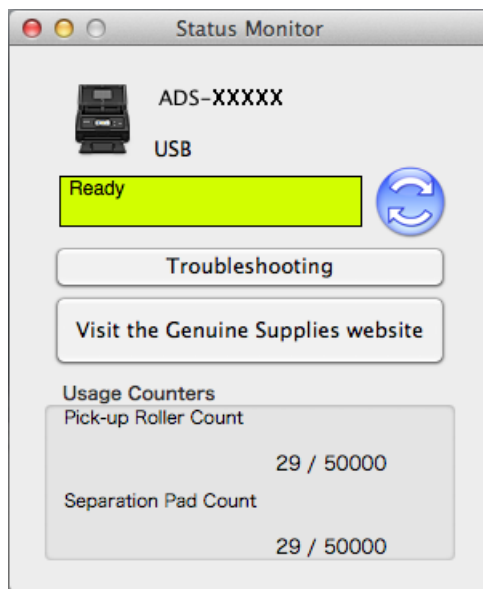 Status Monitor
ADS-XXXXX
USB
Ready
Troubleshooting
Visit the Genuine Supplies website
Usage Counters
Pick-up Roller Count
29 / 50000
Separation Pad Count
29 / 50000